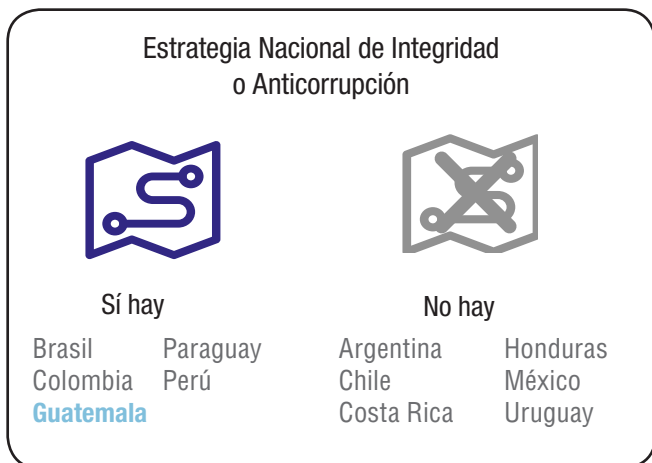 Estrategia Nacional de Integridad
o Anticorrupción
Sí hay
Brasil Paraguay
Colombia Perú
Guatemala
No hay
Argentina Honduras
Chile México
Costa Rica Uruguay